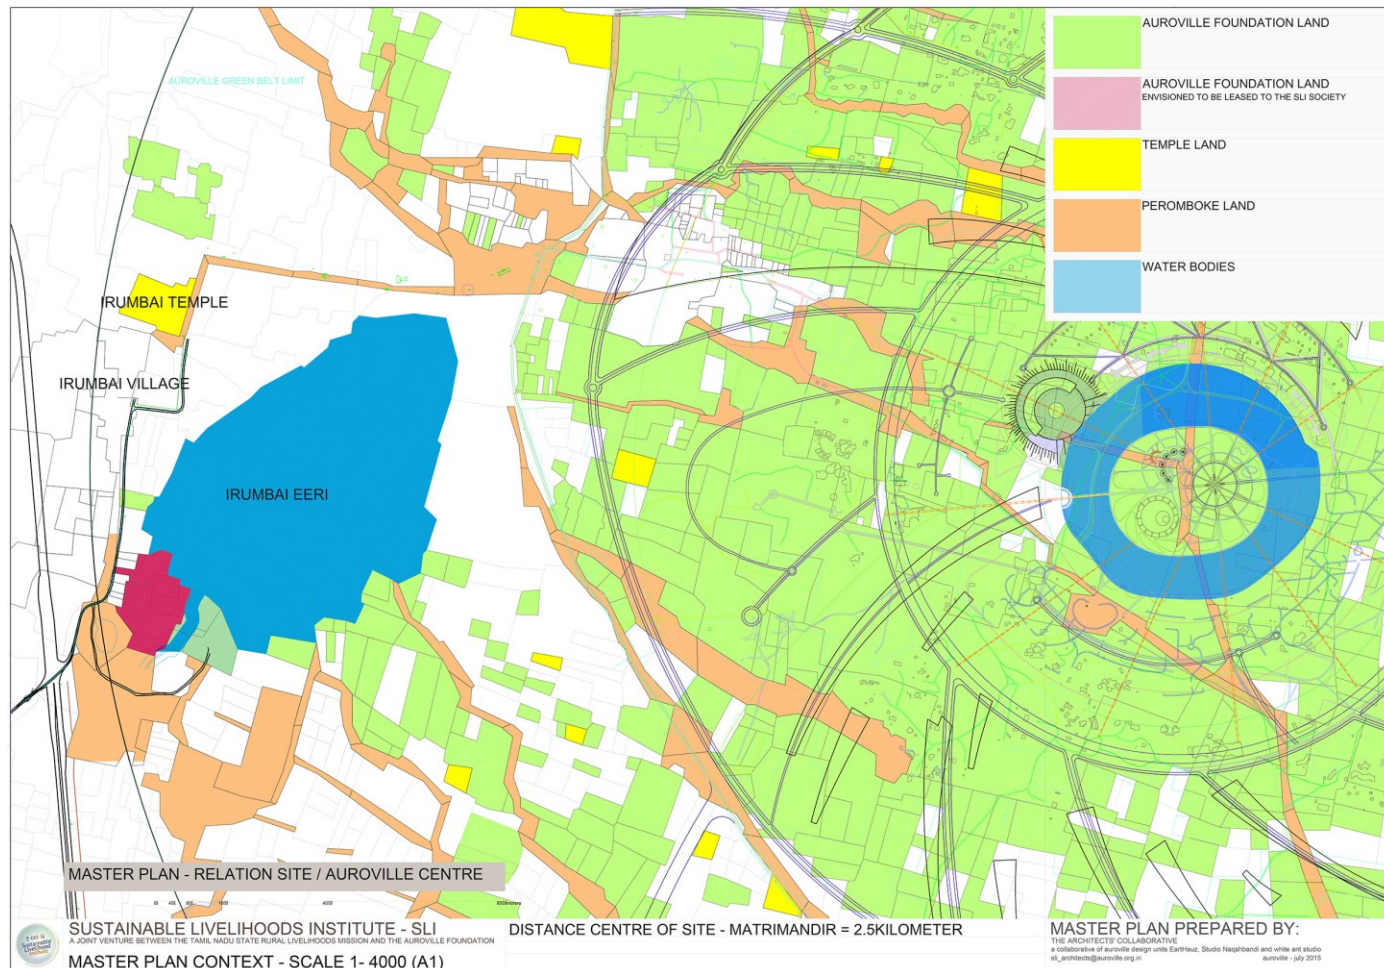 AUROVILLE FOUNDATION LAND
AUROVILLE FOUNDATION LAND
ENVISIONED TO BE LEASED TO THE SLI SOCIETY
TEMPLE LAND
PEROMBOKE LAND
WATER BODIES
AUROVILLE GREEN BELT LIMIT
IRUMBAI TEMPLE
IRUMBAI VILLAGE
IRUMBAI EERI
MASTER PLAN - RELATION SITE / AUROVILLE CENTRE
SUSTAINABLE LIVELIHOODS INSTITUTE - SLI
A JOINT VENTURE BETWEEN THE TAMIL NADU STATE RURAL LIVELIHOODS MISSION AND THE AUROVILLE FOUNDATION
MASTER PLAN CONTEXT - SCALE 1- 4000 (A1)
Sustainable
Livelihood
Institute
DISTANCE CENTRE OF SITE - MATRIMANDIR = 2.5KILOMETER
MASTER PLAN PREPARED BY:
THE ARCHITECTS' COLLABORATIVE
a collaborative of auroville design units EartHauz, Studio Naqshbandi and white ant studio
sli_architects@auroville.org.in auroville - july 2015